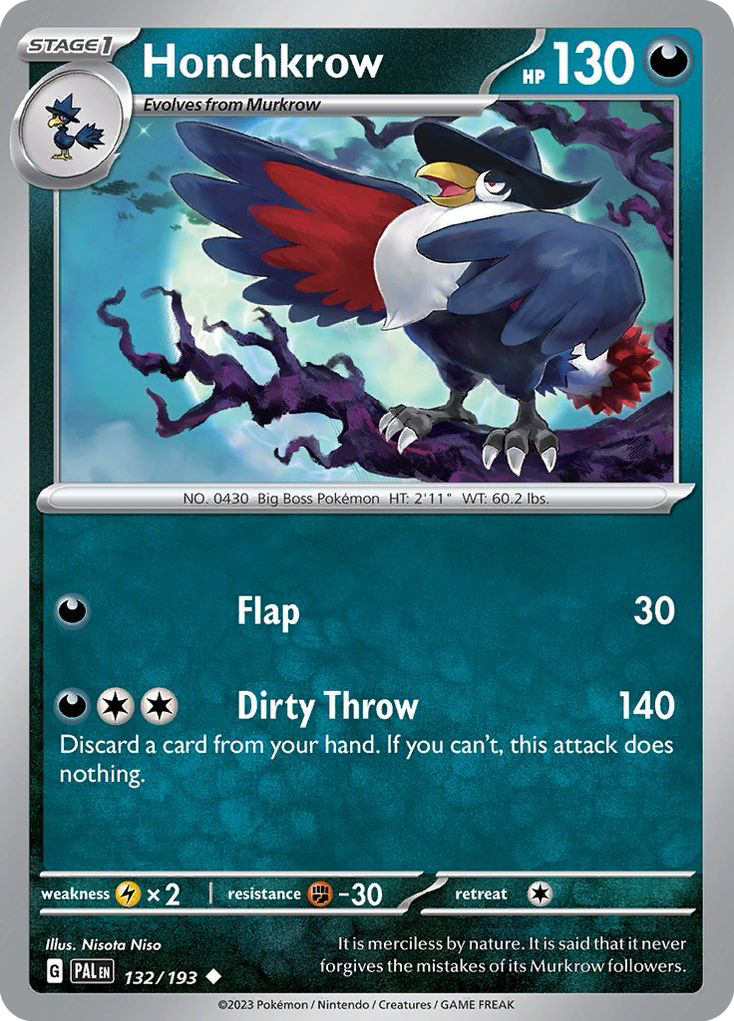 STAGE 1
Honchkrow
HP 130
Evolves from Murkrow
NO. 0430 Big Boss Pokémon HT: 2'11" WT: 60.2 lbs.
Flap 30
Dirty Throw 140
Discard a card from your hand. If you can't, this attack does
nothing.
weakness ×2 resistance -30 retreat
Illus. Nisota Niso
It is merciless by nature. It is said that it never
forgives the mistakes of its Murkrow followers.
G PAL EN 132/193
©2023 Pokémon / Nintendo / Creatures / GAME FREAK